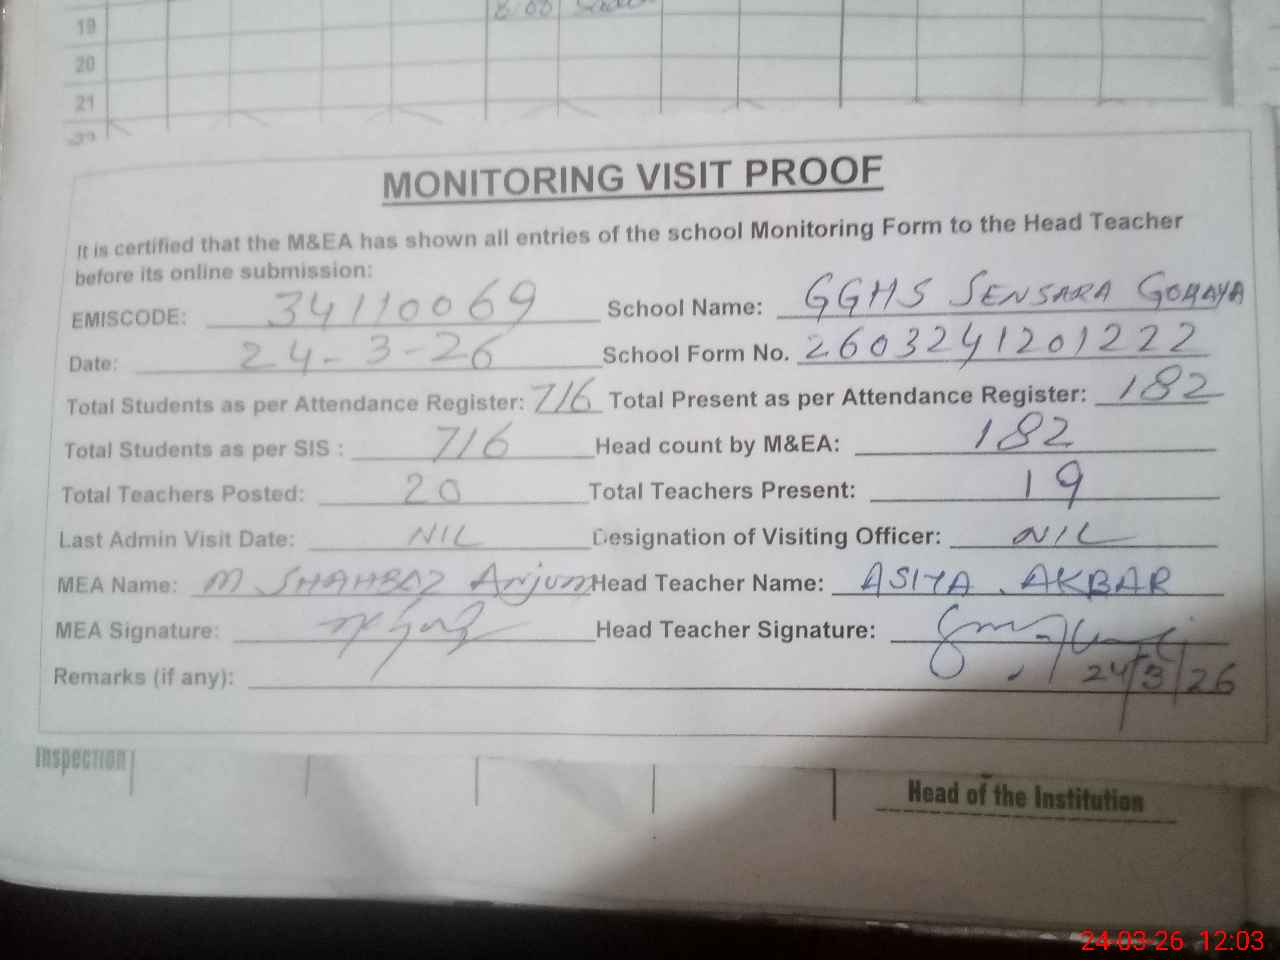 19
20
21
MONITORING VISIT PROOF
It is certified that the M&EA has shown all entries of the school Monitoring Form to the Head Teacher
before its online submission:
EMISCODE: 34110069 School Name: GGHS SENSARA GORAYA
Date: 24-3-26 School Form No. 2603241201222
Total Students as per Attendance Register: 716 Total Present as per Attendance Register: 182
Total Students as per SIS : 716 Head count by M&EA: 182
Total Teachers Posted: 20 Total Teachers Present: 19
Last Admin Visit Date: NIL Designation of Visiting Officer: NIL
MEA Name: M SHAHBAZ Anjum Head Teacher Name: ASIYA AKBAR
MEA Signature: Head Teacher Signature:
24/3/26
Remarks (if any):
Inspection
Head of the Institution
24-03-26 12:03